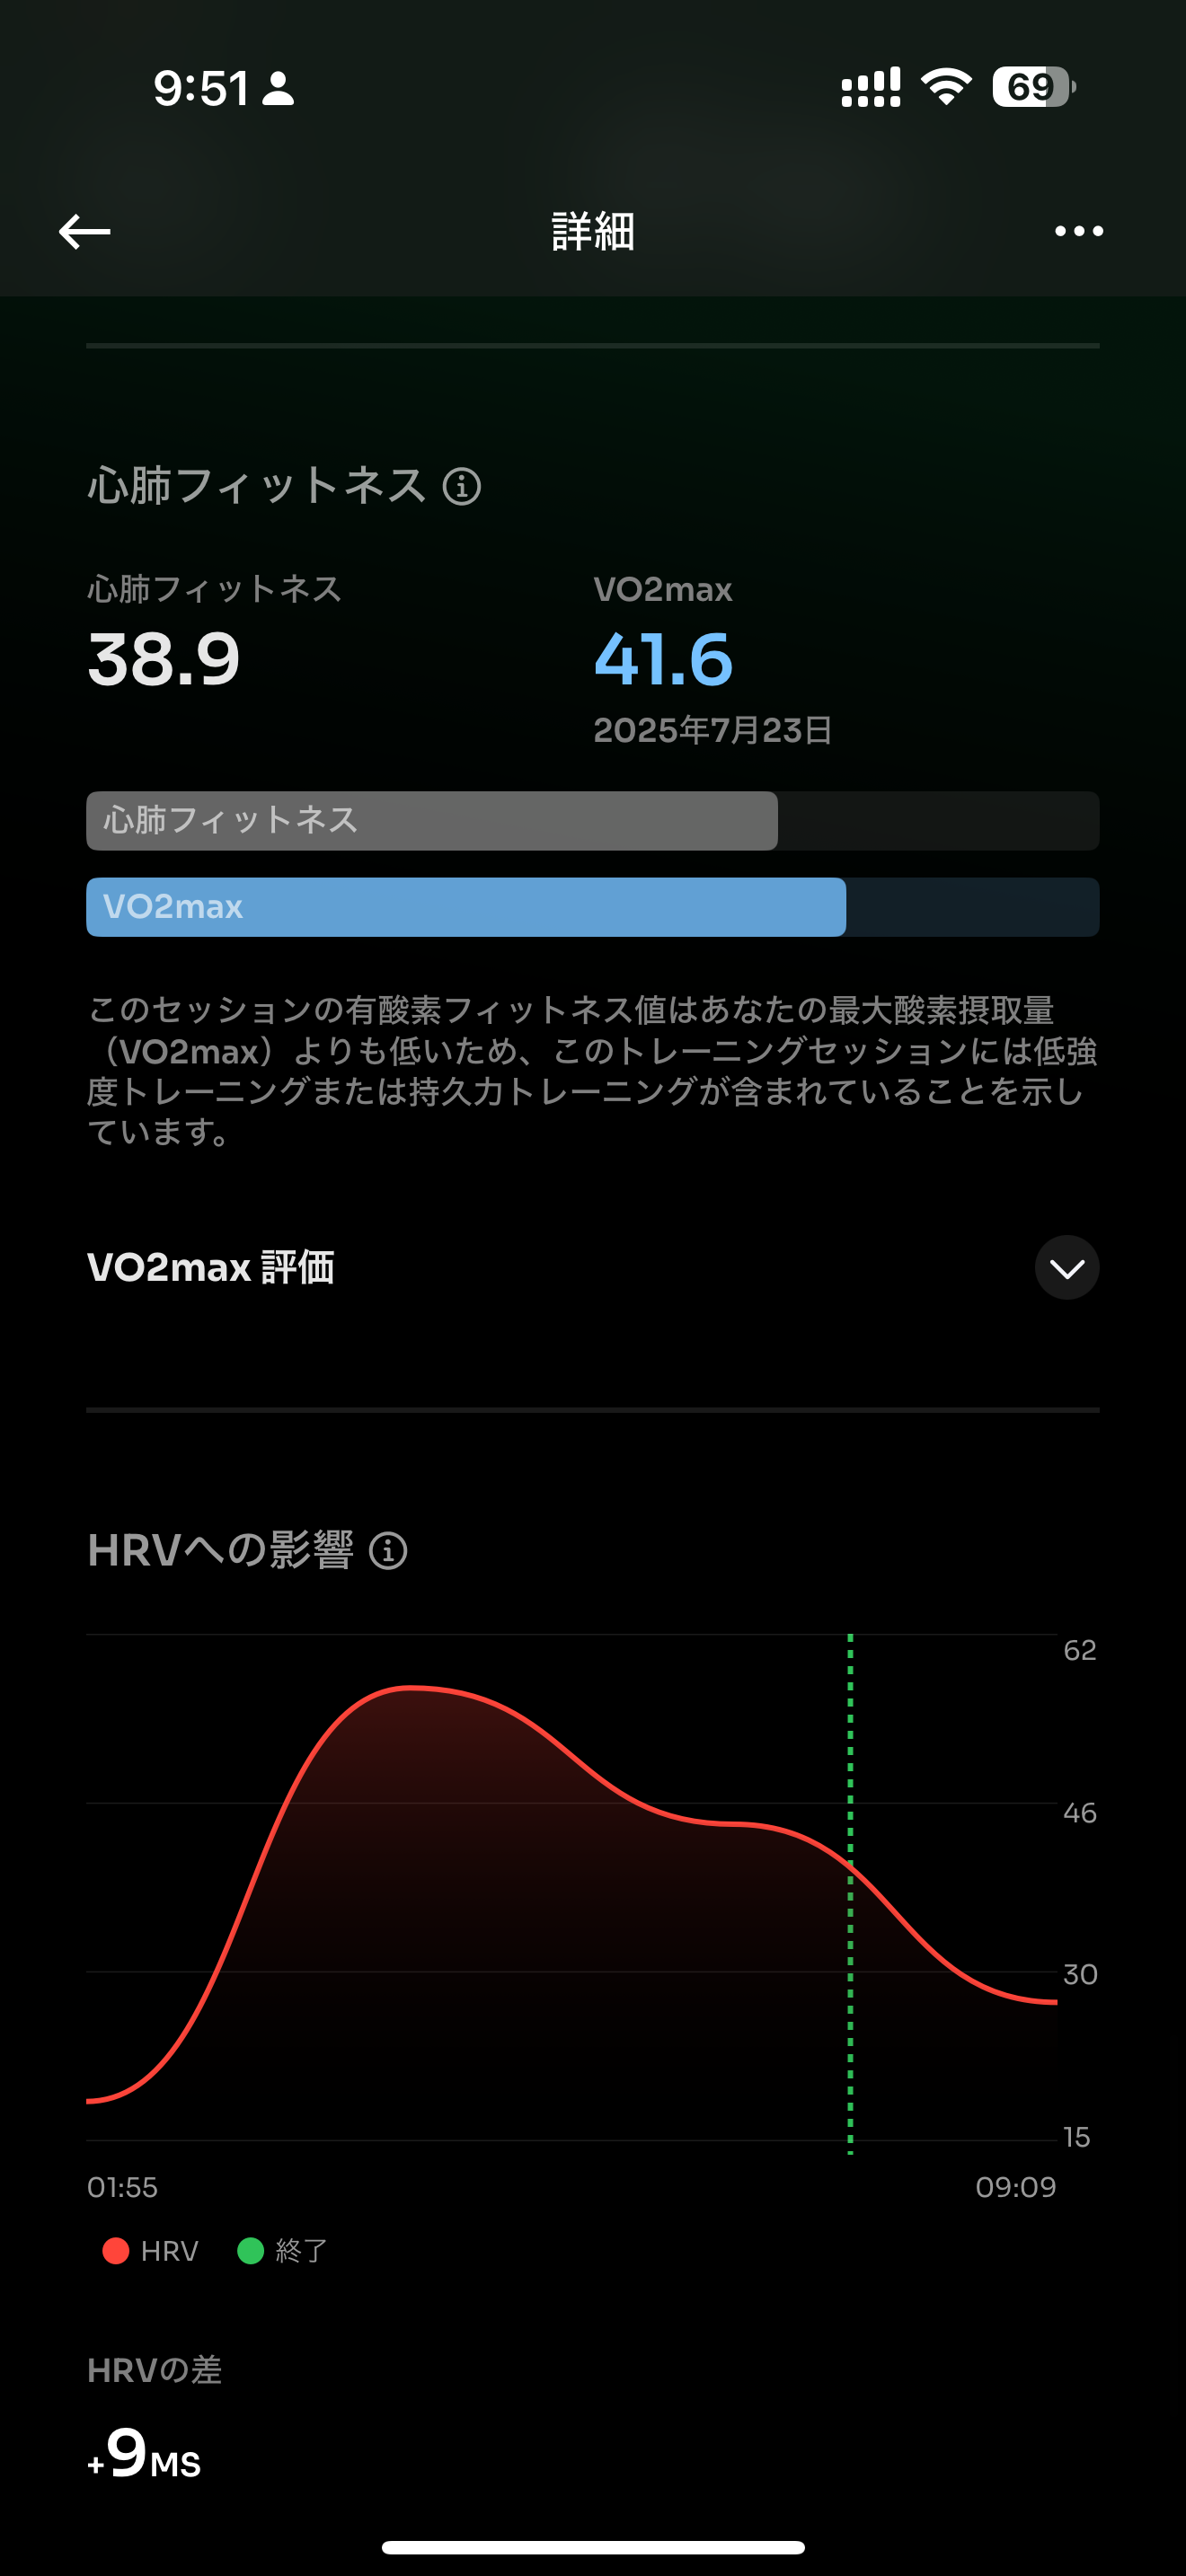 9:51
69
詳細
心肺フィットネス
心肺フィットネス
VO2max
38.9
41.6
2025年7月23日
心肺フィットネス
VO2max
このセッションの有酸素フィットネス値はあなたの最大酸素摂取量
（VO2max）よりも低いため、このトレーニングセッションには低強
度トレーニングまたは持久力トレーニングが含まれていることを示し
ています。
VO2max 評価
HRVへの影響
62
46
30
15
01:55
09:09
HRV
終了
HRVの差
+9MS